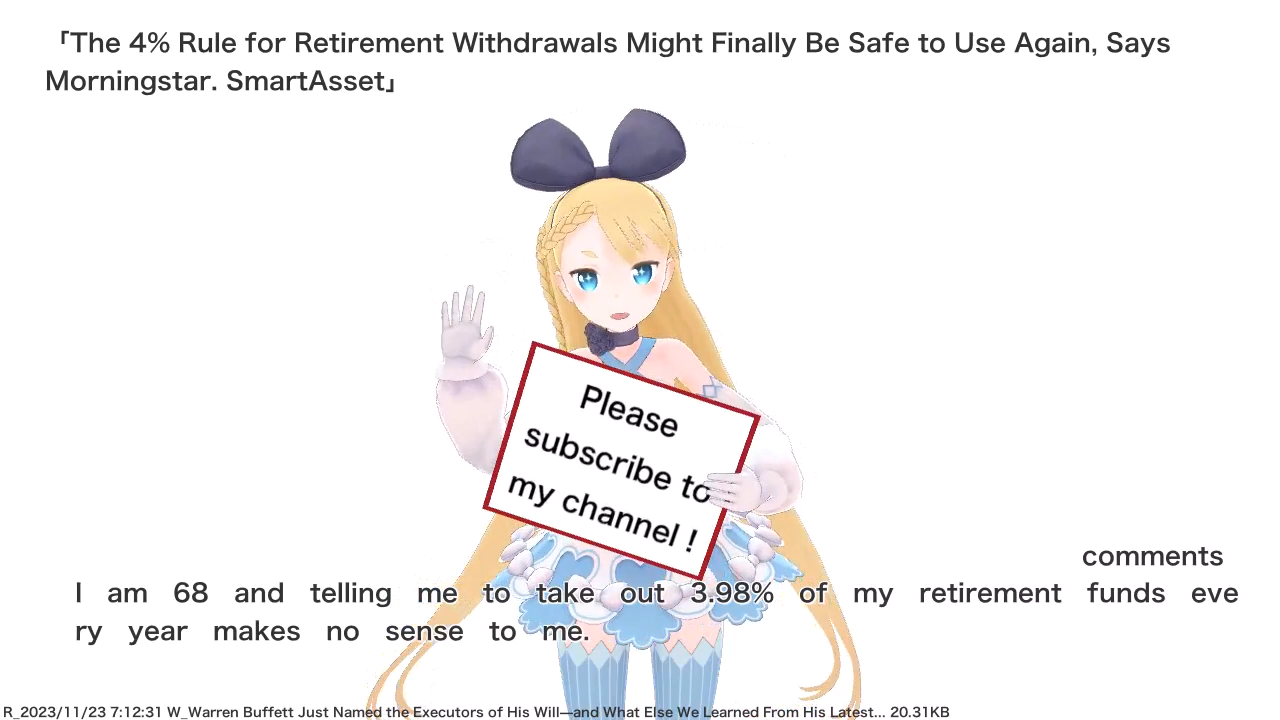 「The 4% Rule for Retirement Withdrawals Might Finally Be Safe to Use Again, Says
Morningstar. SmartAsset」
Please
subscribe to
my channel !
comments
I am 68 and telling me to take out 3.98% of my retirement funds eve
ry year makes no sense to me.
R_2023/11/23 7:12:31 W_Warren Buffett Just Named the Executors of His Will—and What Else We Learned From His Latest... 20.31KB